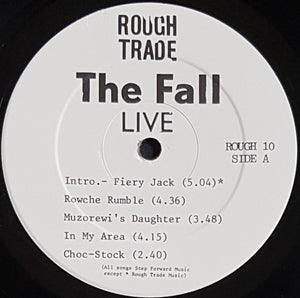 ROUGH
TRADE
The Fall
LIVE
ROUGH 10
SIDE A
Intro.- Fiery Jack (5.04)*
Rowche Rumble (4.36)
Muzorewi's Daughter (3.48)
In My Area (4.15)
Choc-Stock (2.40)
(All songs Step Forward Music
except * Rough Trade Music)